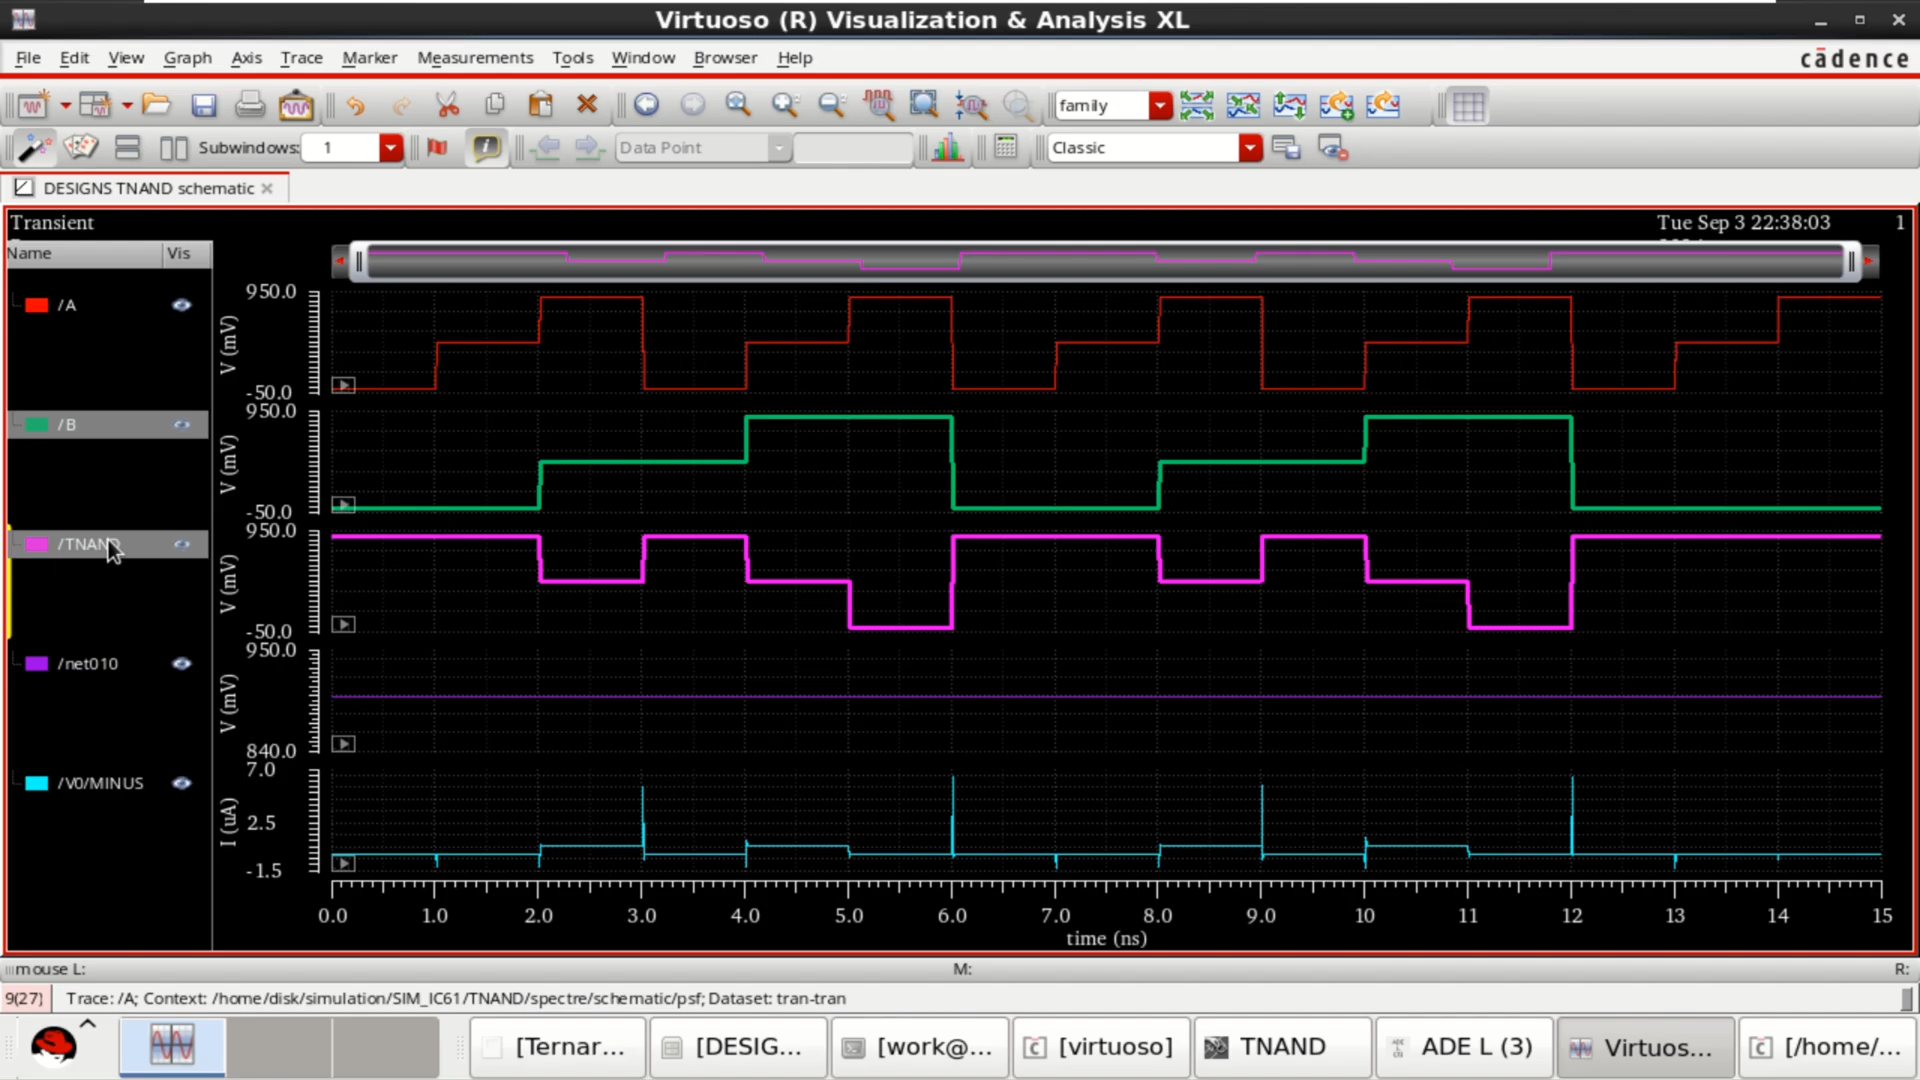 Virtuoso (R) Visualization & Analysis XL
File Edit View Graph Axis Trace Marker Measurements Tools Window Browser Help
cādence
family
Subwindows: 1
Data Point
Classic
DESIGNS TNAND schematic
Transient
Tue Sep 3 22:38:03
1
Name Vis
/A
950.0
V (mV)
-50.0
/B
950.0
V (mV)
-50.0
/TNAND
950.0
V (mV)
-50.0
/net010
950.0
V (mV)
840.0
/V0/MINUS
7.0
2.5
I (uA)
-1.5
0.0 1.0 2.0 3.0 4.0 5.0 6.0 7.0 8.0 9.0 10 11 12 13 14 15
time (ns)
mouse L: M: R:
9(27) Trace: /A; Context: /home/disk/simulation/SIM_IC61/TNAND/spectre/schematic/psf; Dataset: tran-tran
[Ternar... [DESIG... [work@... [virtuoso] TNAND ADE L (3) Virtuos... [/home/...